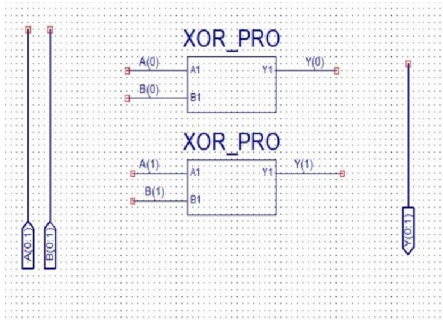 XOR_PRO
A(0)
A1
Y1
Y(0)
B(0)
B1
XOR_PRO
A(1)
A1
Y1
Y(1)
B(1)
B1
A(0:1)
B(0:1)
Y(0:1)